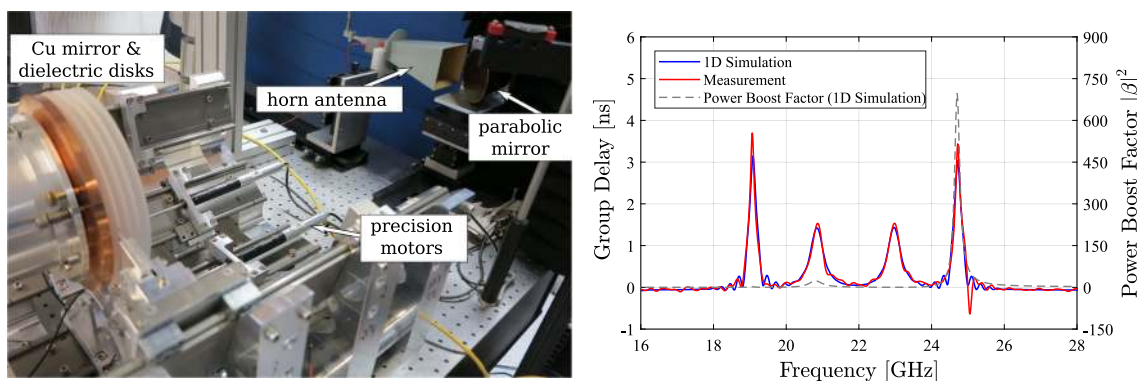 Cu mirror &
dielectric disks
horn antenna
parabolic
mirror
precision
motors
6
5
4
3
2
1
0
-1
Group Delay [ns]
1D Simulation
Measurement
Power Boost Factor (1D Simulation)
900
750
600
450
300
150
0
-150
Power Boost Factor |β|²
16 18 20 22 24 26 28
Frequency [GHz]